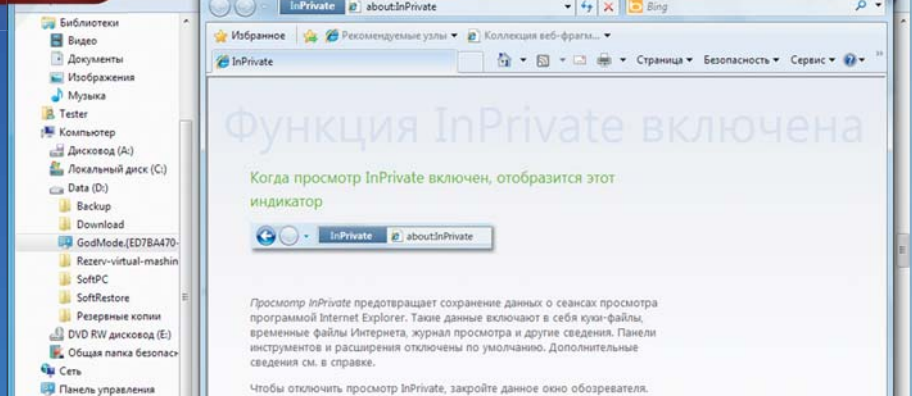 Библиотеки
Видео
Документы
Изображения
Музыка
Tester
Компьютер
Дисковод (A:)
Локальный диск (C:)
Data (D:)
Backup
Download
GodMode.(ED7BA470-
Rezerv-virtual-mashin
SoftPC
SoftRestore
Резервные копии
DVD RW дисковод (E:)
Общая папка безопасн
Сеть
Панель управления
InPrivate about:InPrivate Bing
Избранное Рекомендуемые узлы Коллекция веб-фрагм...
InPrivate Страница Безопасность Сервис
Функция InPrivate включена
Когда просмотр InPrivate включен, отобразится этот
индикатор
InPrivate about:InPrivate
Просмотр InPrivate предотвращает сохранение данных о сеансах просмотра
программой Internet Explorer. Такие данные включают в себя куки-файлы,
временные файлы Интернета, журнал просмотра и другие сведения. Панели
инструментов и расширения отключены по умолчанию. Дополнительные
сведения см. в справке.
Чтобы отключить просмотр InPrivate, закройте данное окно обозревателя.